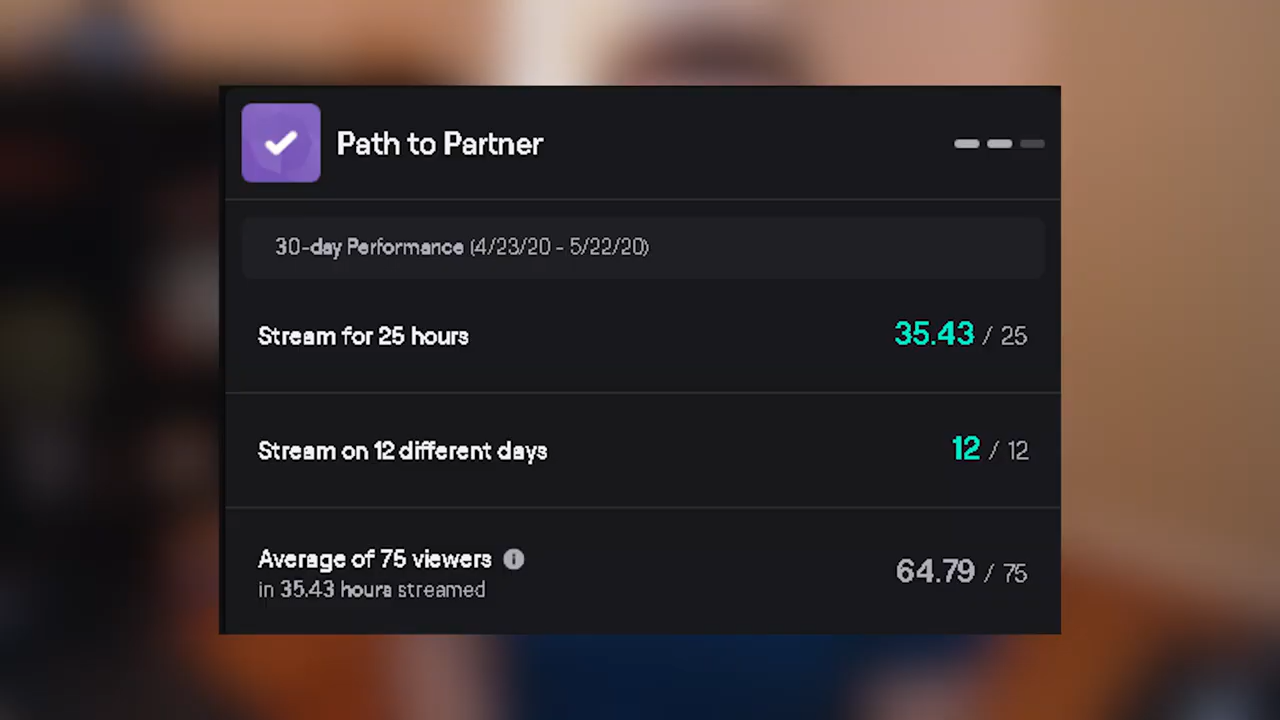 Path to Partner
30-day Performance (4/23/20 - 5/22/20)
Stream for 25 hours 35.43 / 25
Stream on 12 different days 12 / 12
Average of 75 viewers 64.79 / 75
in 35.43 hours streamed